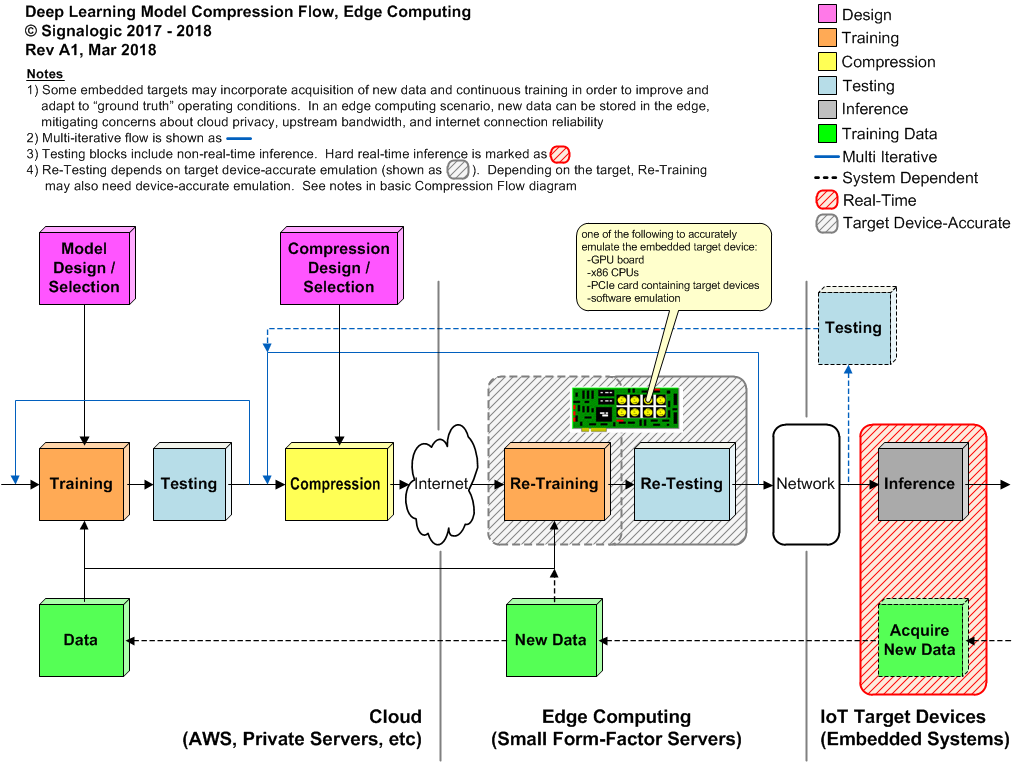 Deep Learning Model Compression Flow, Edge Computing
© Signalogic 2017 - 2018
Rev A1, Mar 2018
Notes
1) Some embedded targets may incorporate acquisition of new data and continuous training in order to improve and
adapt to “ground truth” operating conditions.  In an edge computing scenario, new data can be stored in the edge,
mitigating concerns about cloud privacy, upstream bandwidth, and internet connection reliability
2) Multi-iterative flow is shown as
3) Testing blocks include non-real-time inference.  Hard real-time inference is marked as
4) Re-Testing depends on target device-accurate emulation (shown as ).  Depending on the target, Re-Training
may also need device-accurate emulation.  See notes in basic Compression Flow diagram
Design
Training
Compression
Testing
Inference
Training Data
Multi Iterative
System Dependent
Real-Time
Target Device-Accurate
Model
Design /
Selection
Compression
Design /
Selection
one of the following to accurately
emulate the embedded target device:
-GPU board
-x86 CPUs
-PCIe card containing target devices
-software emulation
Testing
Training
Testing
Compression
Internet
Re-Training
Re-Testing
Network
Inference
Data
New Data
Acquire
New Data
Cloud
(AWS, Private Servers, etc)
Edge Computing
(Small Form-Factor Servers)
IoT Target Devices
(Embedded Systems)